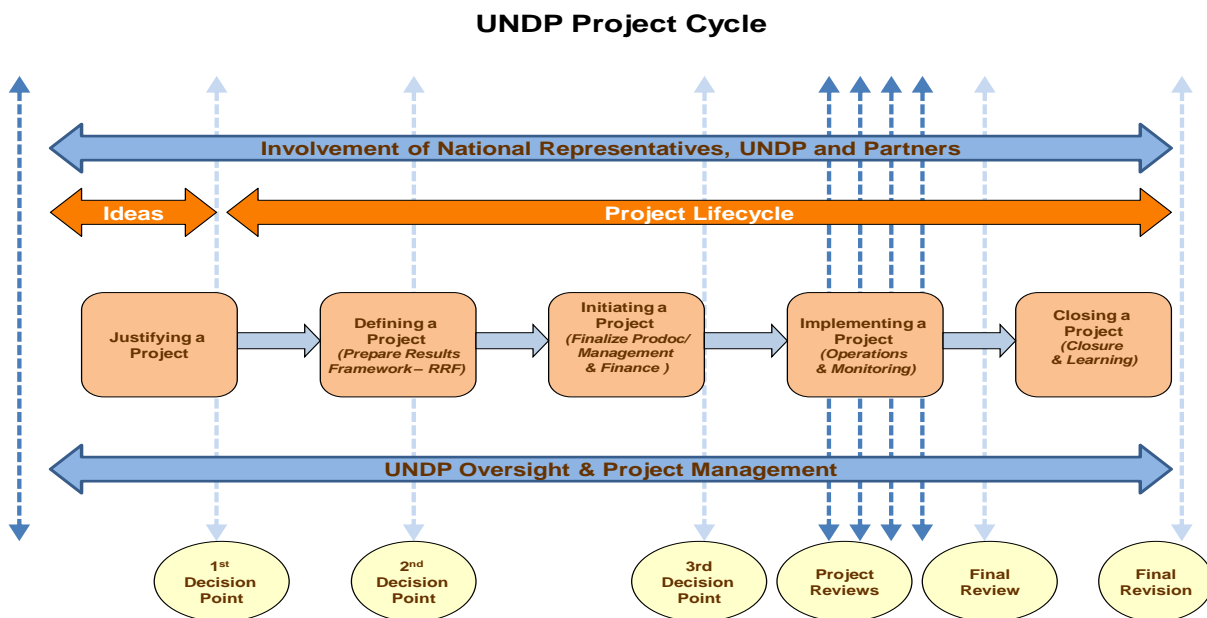 UNDP Project Cycle
Involvement of National Representatives, UNDP and Partners
Ideas
Project Lifecycle
Justifying a
Project
Defining a
Project
(Prepare Results
Framework– RRF)
Initiating a
Project
(Finalize Prodoc/
Management
& Finance )
Implementing a
Project
(Operations
& Monitoring)
Closing a
Project
(Closure
& Learning)
UNDP Oversight & Project Management
1st
Decision
Point
2nd
Decision
Point
3rd
Decision
Point
Project
Reviews
Final
Review
Final
Revision